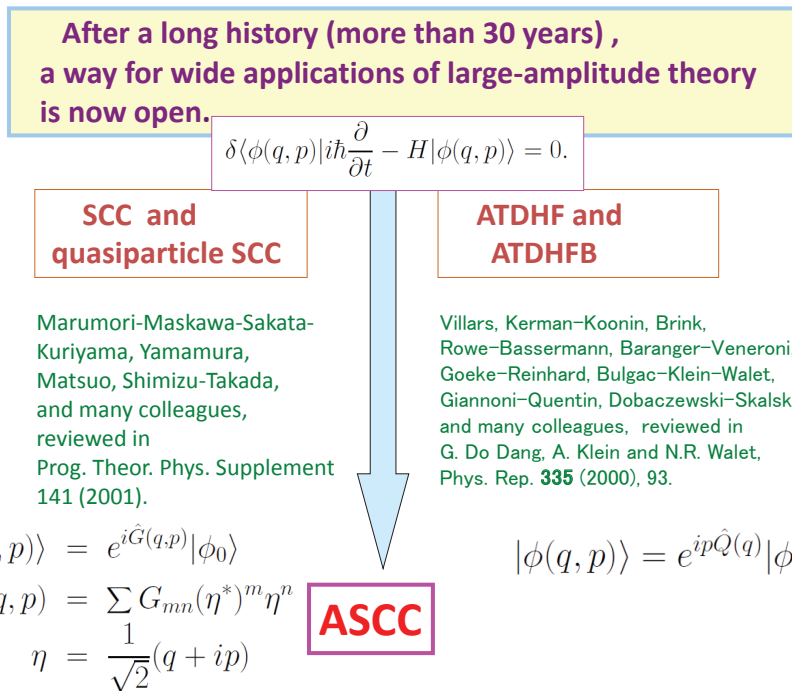 After a long history (more than 30 years) ,
a way for wide applications of large-amplitude theory
is now open.
δ⟨ϕ(q, p)|iℏ ∂/∂t − H|ϕ(q, p)⟩ = 0.
SCC and
quasiparticle SCC
ATDHF and
ATDHFB
Marumori-Maskawa-Sakata-
Kuriyama, Yamamura,
Matsuo, Shimizu-Takada,
and many colleagues,
reviewed in
Prog. Theor. Phys. Supplement
141 (2001).
Villars, Kerman-Koonin, Brink,
Rowe-Bassermann, Baranger-Veneroni,
Goeke-Reinhard, Bulgac-Klein-Walet,
Giannoni-Quentin, Dobaczewski-Skalsk
and many colleagues, reviewed in
G. Do Dang, A. Klein and N.R. Walet,
Phys. Rep. 335 (2000), 93.
, p)⟩ = e^{iĜ(q,p)}|ϕ₀⟩
q, p) = ∑ G_{mn}(η*)^m η^n
η = 1/√2 (q + ip)
|ϕ(q, p)⟩ = e^{ipQ̂(q)}|ϕ
ASCC